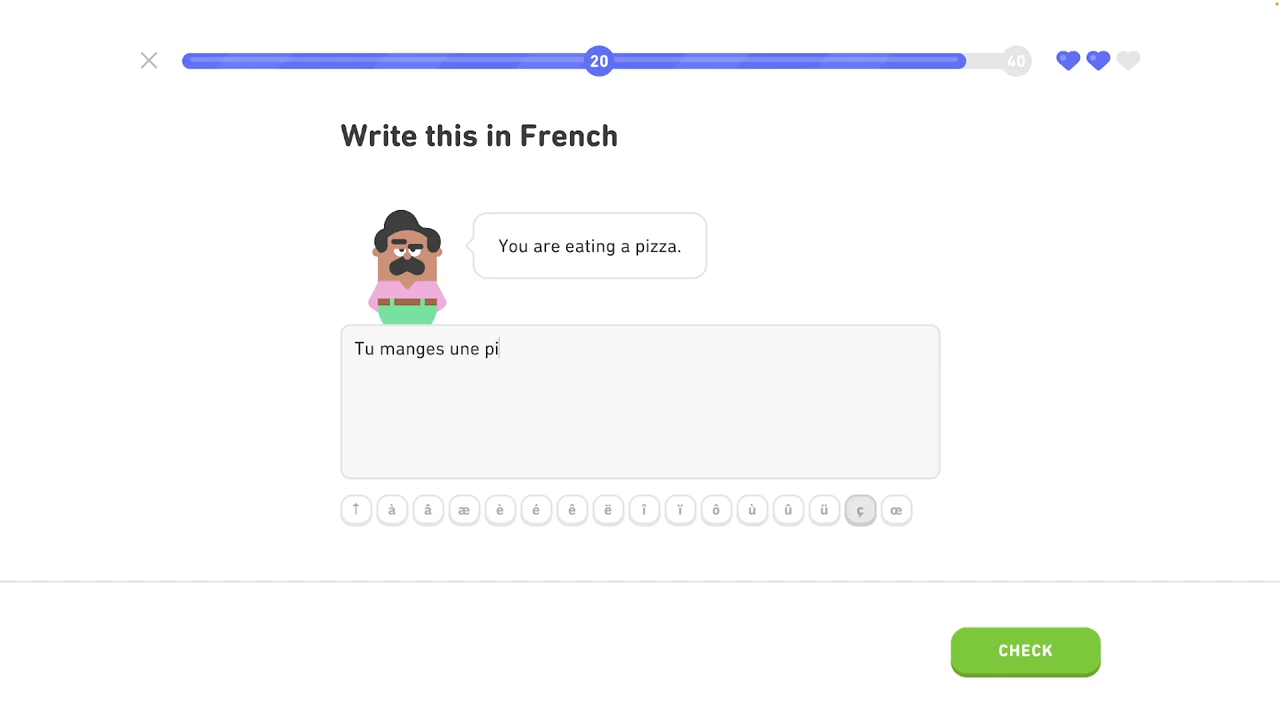 20
40
Write this in French
You are eating a pizza.
Tu manges une pi
↑ à â æ è é ê ë î ï ô ù û ü ç œ
CHECK